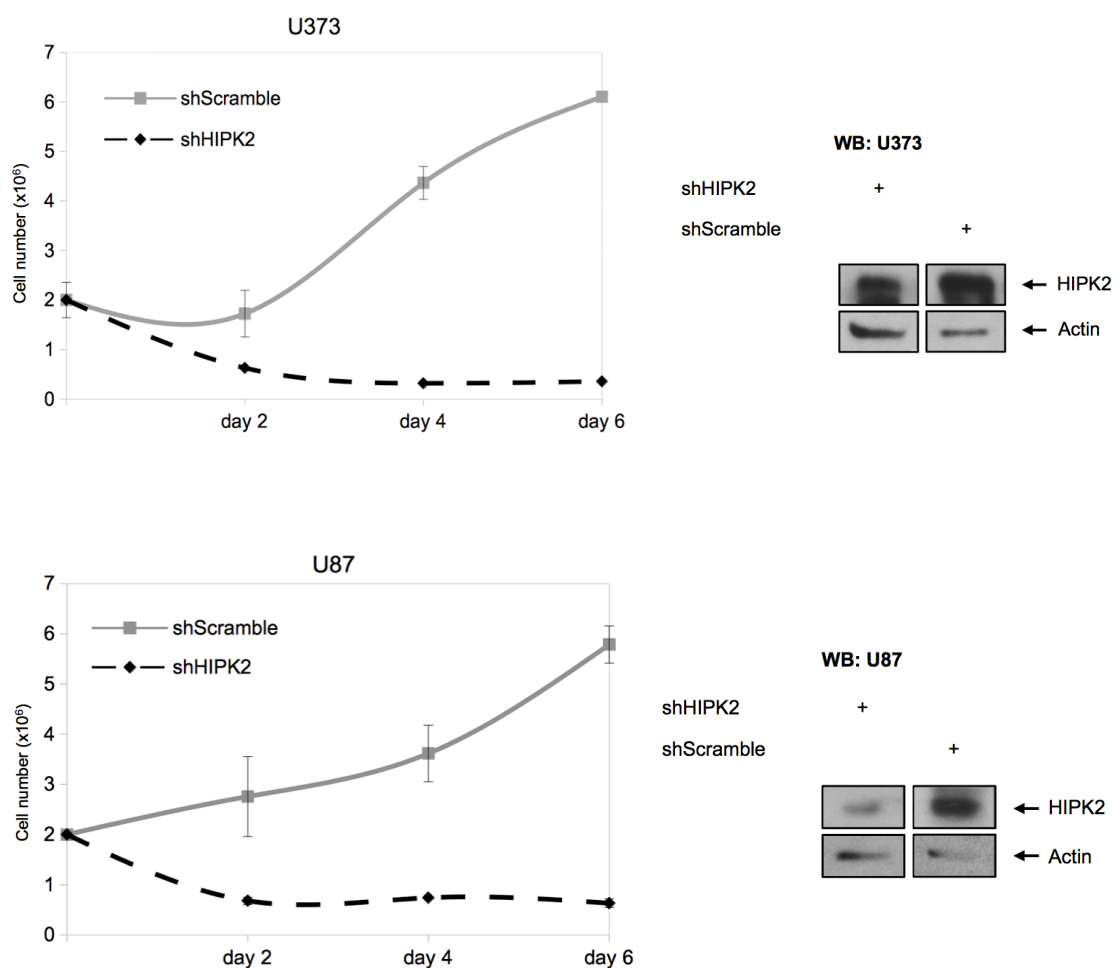 U373
7
6
5
4
3
2
1
0
Cell number (x10⁶)
shScramble
shHIPK2
day 2
day 4
day 6
WB: U373
shHIPK2 +
shScramble +
HIPK2
Actin
U87
7
6
5
4
3
2
1
0
Cell number (x10⁶)
shScramble
shHIPK2
day 2
day 4
day 6
WB: U87
shHIPK2 +
shScramble +
HIPK2
Actin